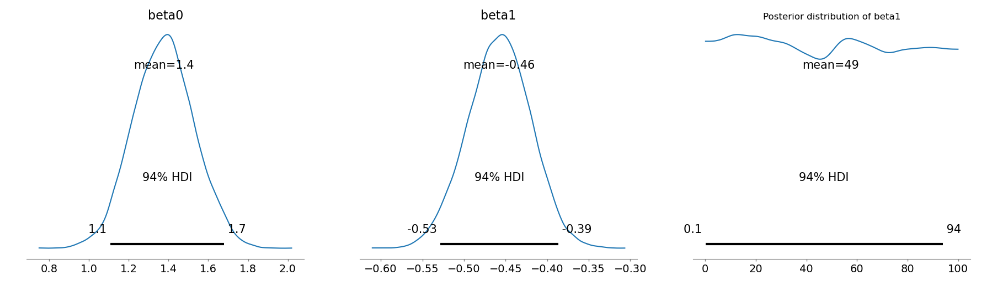 beta0
mean=1.4
94% HDI
1.1
1.7
0.8 1.0 1.2 1.4 1.6 1.8 2.0
beta1
mean=-0.46
94% HDI
-0.53
-0.39
−0.60 −0.55 −0.50 −0.45 −0.40 −0.35 −0.30
Posterior distribution of beta1
mean=49
94% HDI
0.1
94
0 20 40 60 80 100